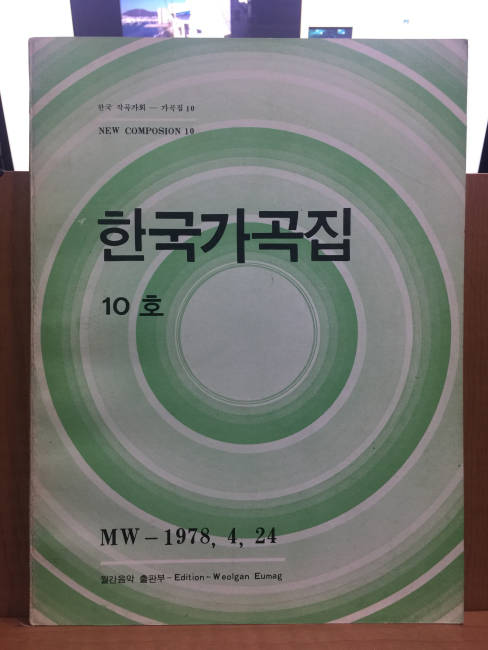 한국 작곡가회 — 가곡집 10
NEW COMPOSION 10
한국가곡집
10 호
MW – 1978, 4, 24
월간음악 출판부 – Edition – Weolgan Eumag